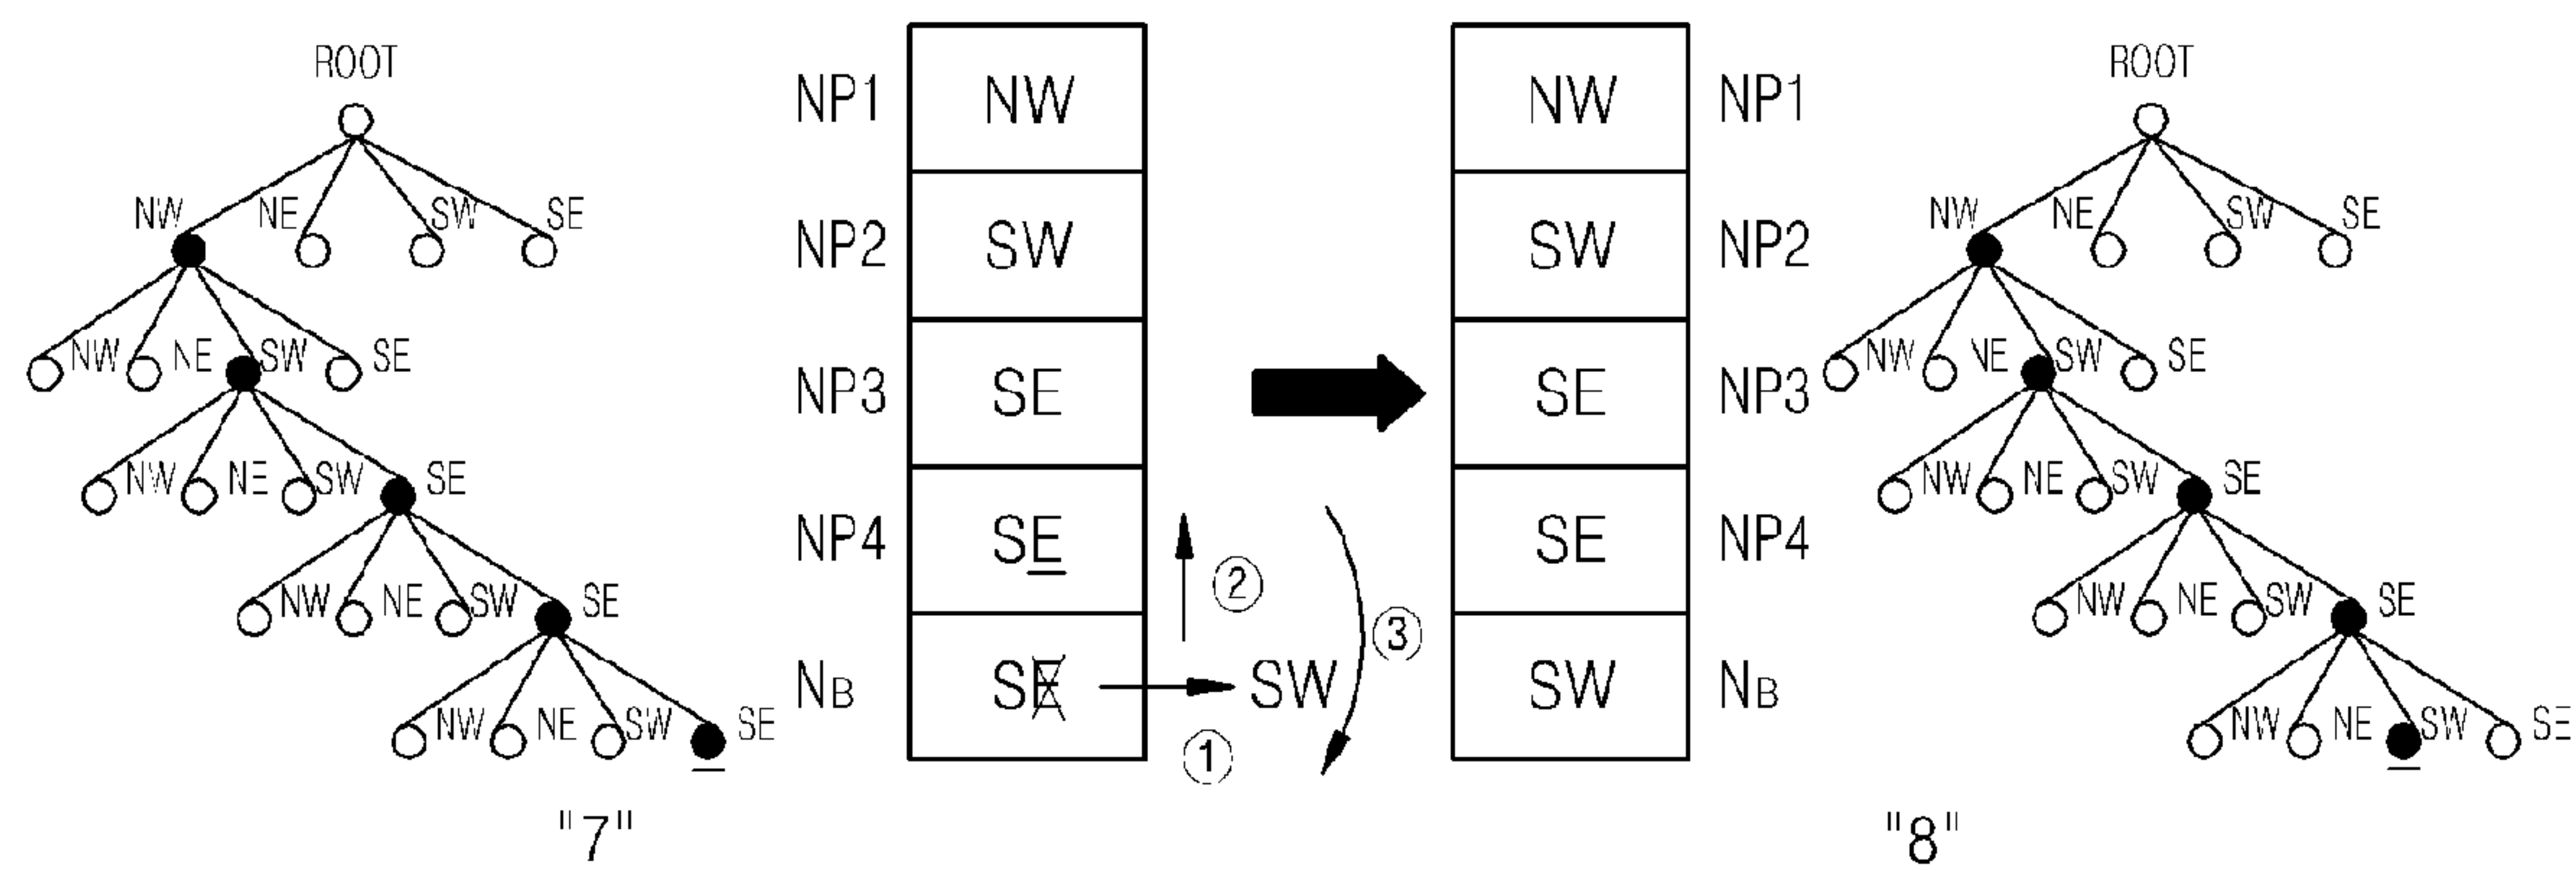 ROOT
NW NE SW SE
NW NE SW SE
NW NE SW SE
NW NE SW SE
NW NE SW SE
"7"
NP1 NW
NP2 SW
NP3 SE
NP4 SE
NB SE
① SW
②
③
NW NP1
SW NP2
SE NP3
SE NP4
SW NB
ROOT
NW NE SW SE
NW NE SW SE
NW NE SW SE
NW NE SW SE
NW NE SW SE
"8"